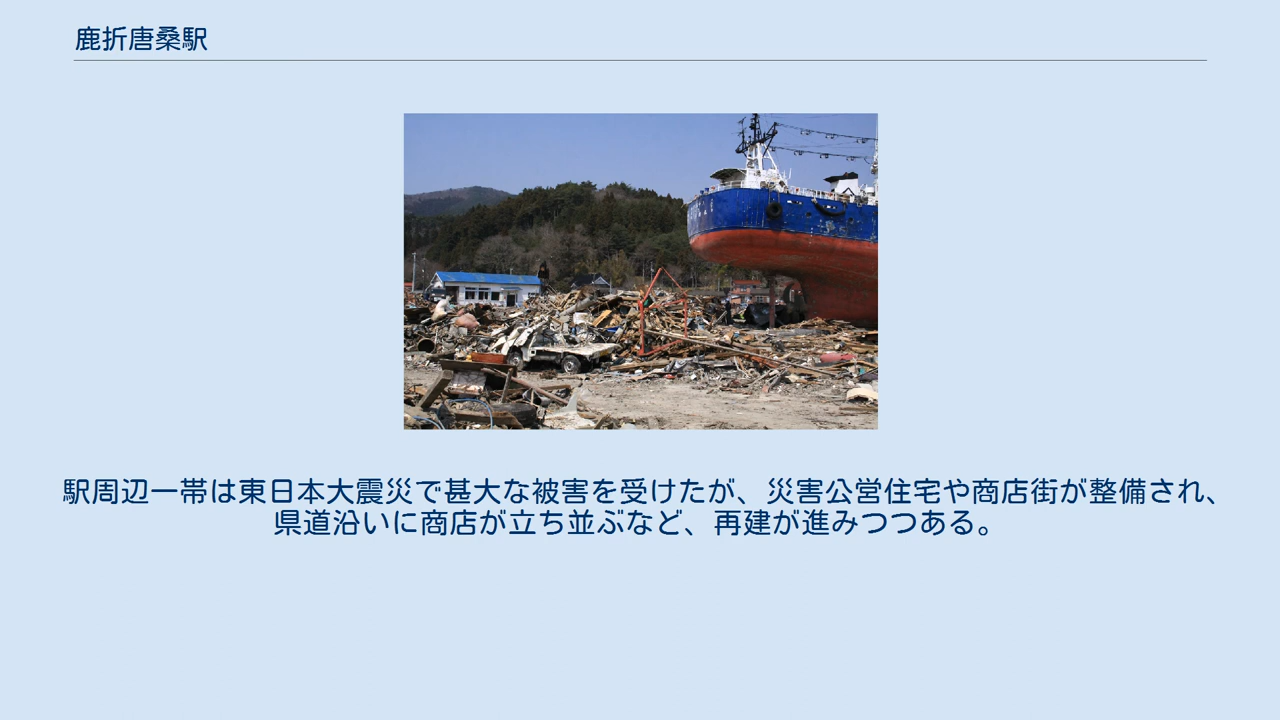 鹿折唐桑駅
駅周辺一帯は東日本大震災で甚大な被害を受けたが、災害公営住宅や商店街が整備され、
県道沿いに商店が立ち並ぶなど、再建が進みつつある。